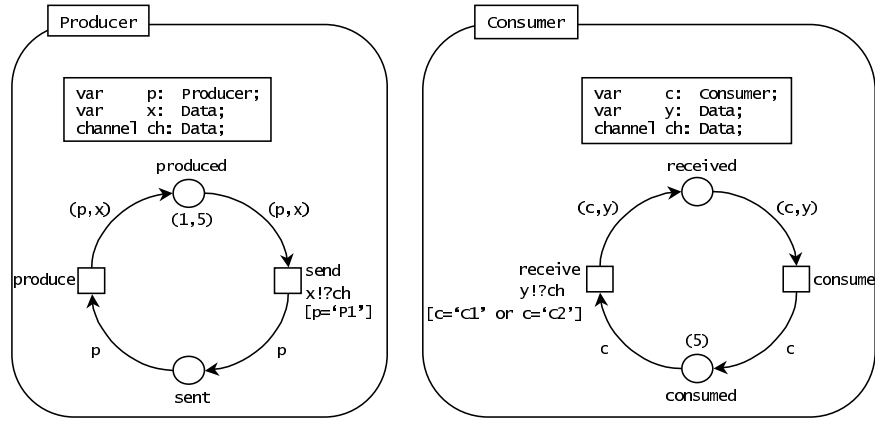 Producer
var p: Producer;
var x: Data;
channel ch: Data;
produced
(p,x)
(p,x)
(1,5)
produce
send
x!?ch
[p=‘P1’]
p
p
sent
Consumer
var c: Consumer;
var y: Data;
channel ch: Data;
received
(c,y)
(c,y)
receive
y!?ch
[c=‘c1’ or c=‘c2’]
consume
(5)
c
c
consumed